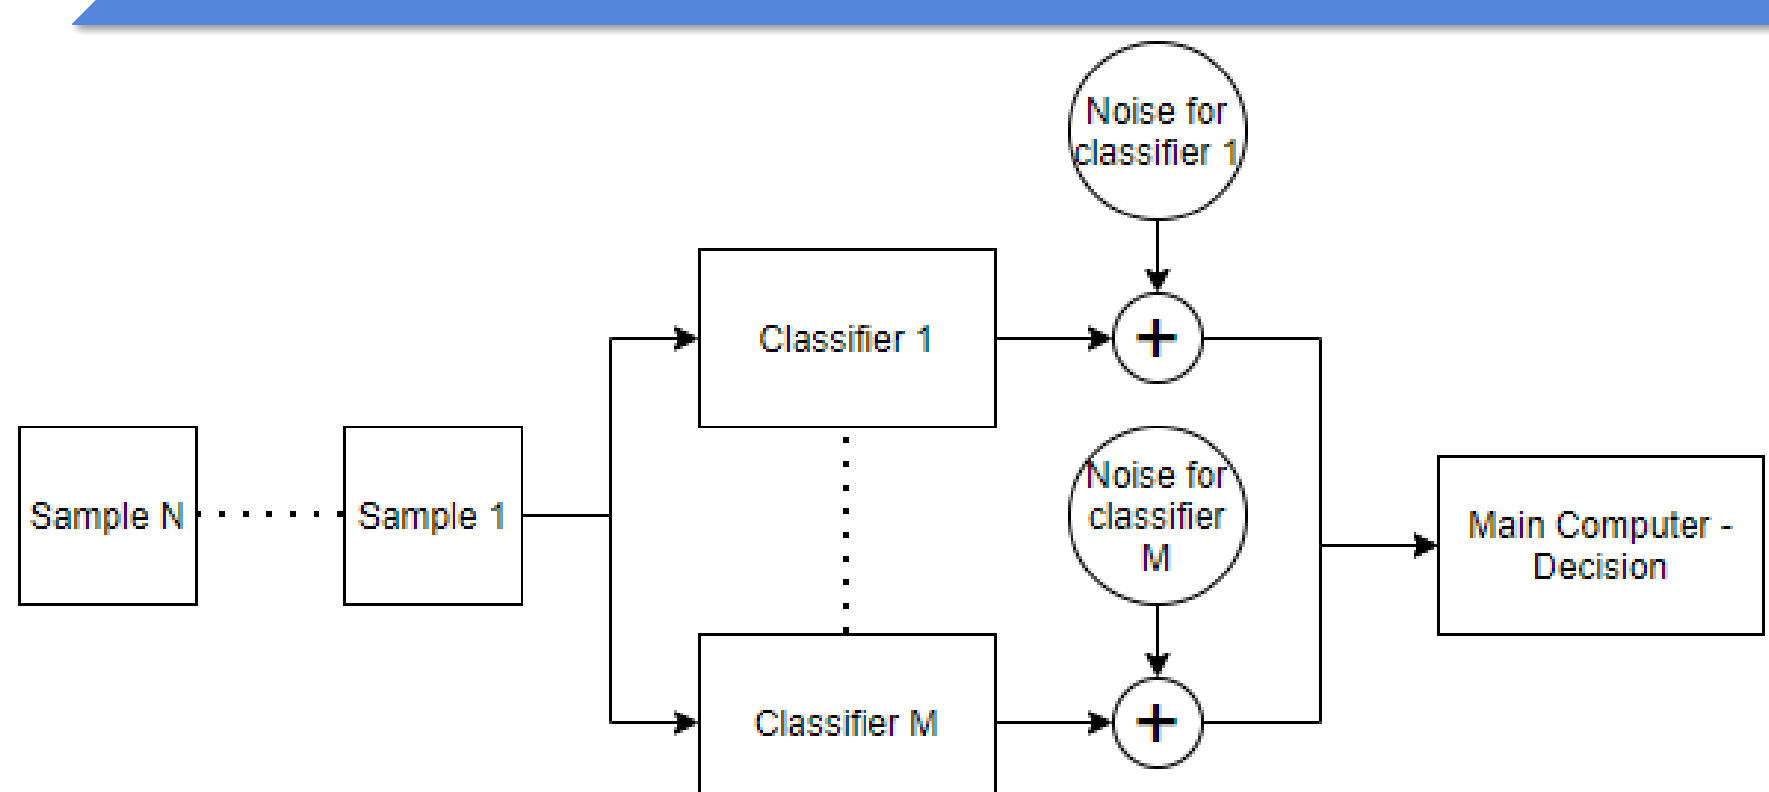 Noise for
classifier 1
+
Classifier 1
Sample N
Sample 1
Noise for
classifier
M
Main Computer -
Decision
Classifier M
+